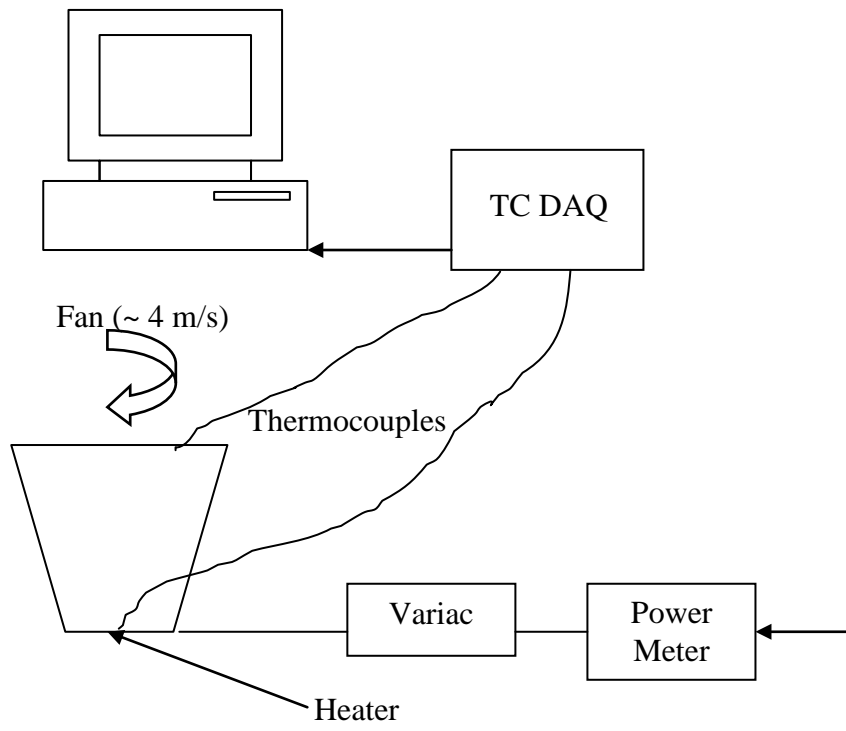 TC DAQ
Fan (~ 4 m/s)
Thermocouples
Variac
Power
Meter
Heater